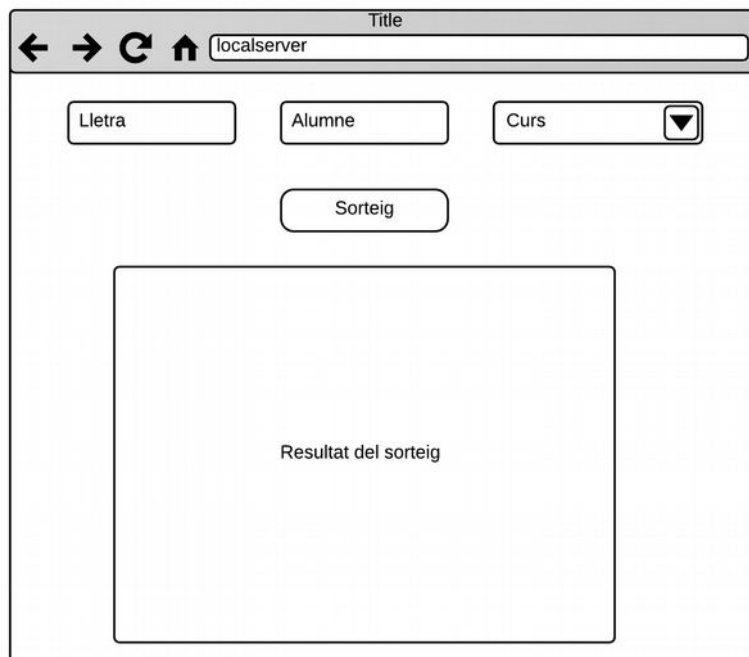 Title
localserver
Lletra
Alumne
Curs
Sorteig
Resultat del sorteig